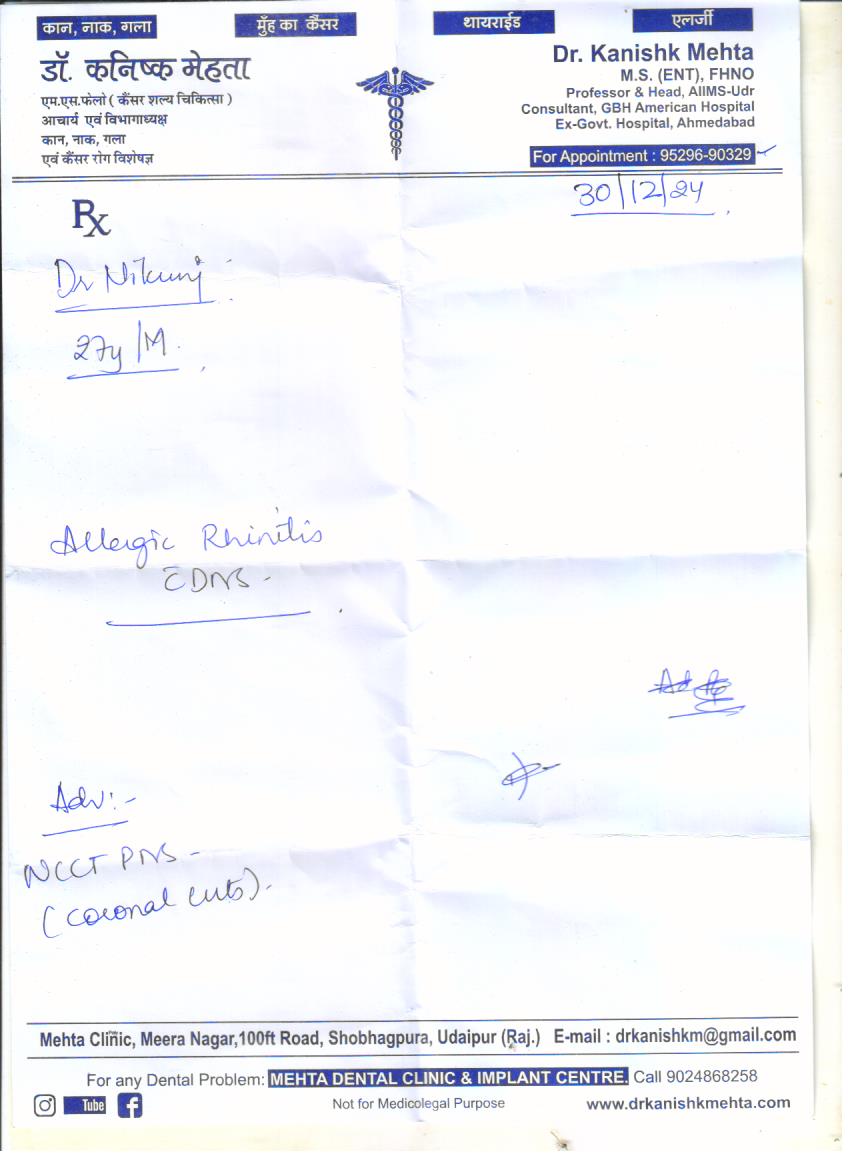 कान, नाक, गला
मुँह का कैंसर
थायराईड
एलर्जी
डॉ. कनिष्क मेहता
एम.एस.फेलो ( कैंसर शल्य चिकित्सा )
आचार्य एवं विभागाध्यक्ष
कान, नाक, गला
एवं कैंसर रोग विशेषज्ञ
Dr. Kanishk Mehta
M.S. (ENT), FHNO
Professor & Head, AIIMS-Udr
Consultant, GBH American Hospital
Ex-Govt. Hospital, Ahmedabad
For Appointment : 95296-90329
30/12/24
Rx
Dr Nikunj
27y/M.
Allergic Rhinitis
c̄ DNS -
Adv:-
NCCT PNS -
(coronal cuts).
Mehta Clinic, Meera Nagar,100ft Road, Shobhagpura, Udaipur (Raj.) E-mail : drkanishkm@gmail.com
For any Dental Problem: MEHTA DENTAL CLINIC & IMPLANT CENTRE. Call 9024868258
Tube
Not for Medicolegal Purpose
www.drkanishkmehta.com